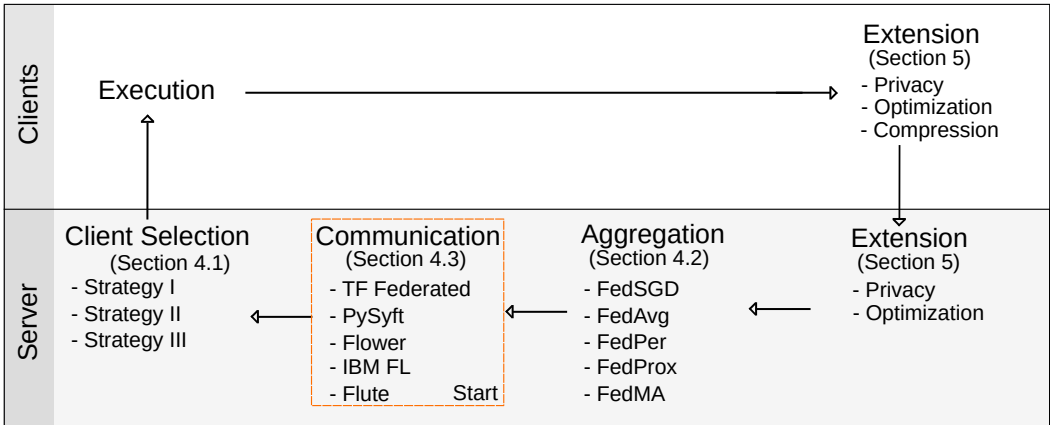 Clients
Execution
Extension
(Section 5)
- Privacy
- Optimization
- Compression
Server
Client Selection
(Section 4.1)
- Strategy I
- Strategy II
- Strategy III
Communication
(Section 4.3)
- TF Federated
- PySyft
- Flower
- IBM FL
- Flute
Start
Aggregation
(Section 4.2)
- FedSGD
- FedAvg
- FedPer
- FedProx
- FedMA
Extension
(Section 5)
- Privacy
- Optimization